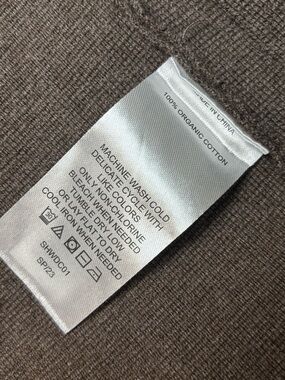 MADE IN CHINA
100% ORGANIC COTTON
MACHINE WASH COLD
DELICATE CYCLE WITH
LIKE COLORS
ONLY NON-CHLORINE
BLEACH WHEN NEEDED
TUMBLE DRY LOW
OR LAY FLAT TO DRY
COOL IRON WHEN NEEDED
SHWDC01
SP/23